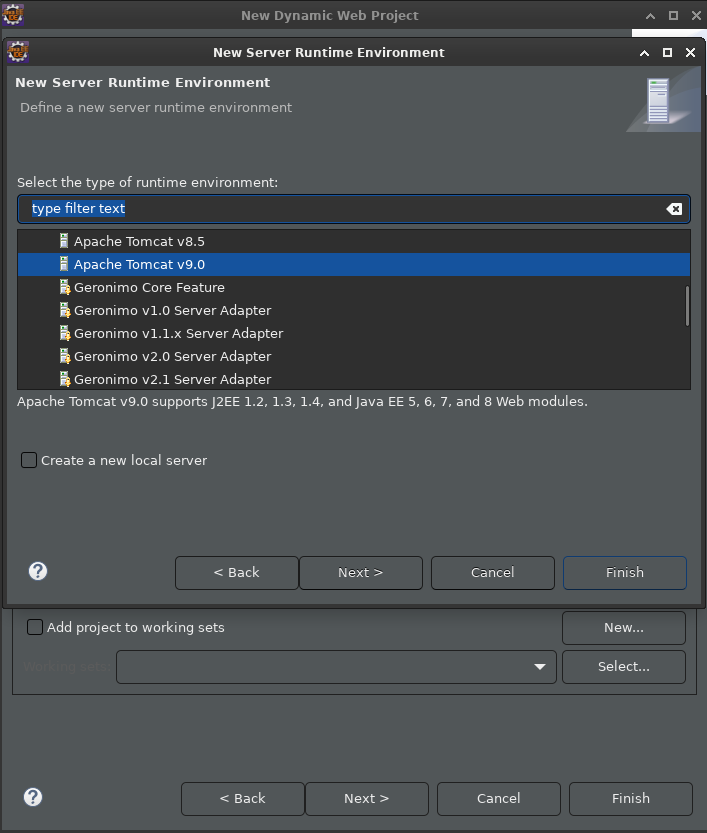 New Dynamic Web Project
New Server Runtime Environment
New Server Runtime Environment
Define a new server runtime environment
Select the type of runtime environment:
type filter text
Apache Tomcat v8.5
Apache Tomcat v9.0
Geronimo Core Feature
Geronimo v1.0 Server Adapter
Geronimo v1.1.x Server Adapter
Geronimo v2.0 Server Adapter
Geronimo v2.1 Server Adapter
Apache Tomcat v9.0 supports J2EE 1.2, 1.3, 1.4, and Java EE 5, 6, 7, and 8 Web modules.
Create a new local server
< Back Next > Cancel Finish
Add project to working sets New...
Working sets: Select...
< Back Next > Cancel Finish